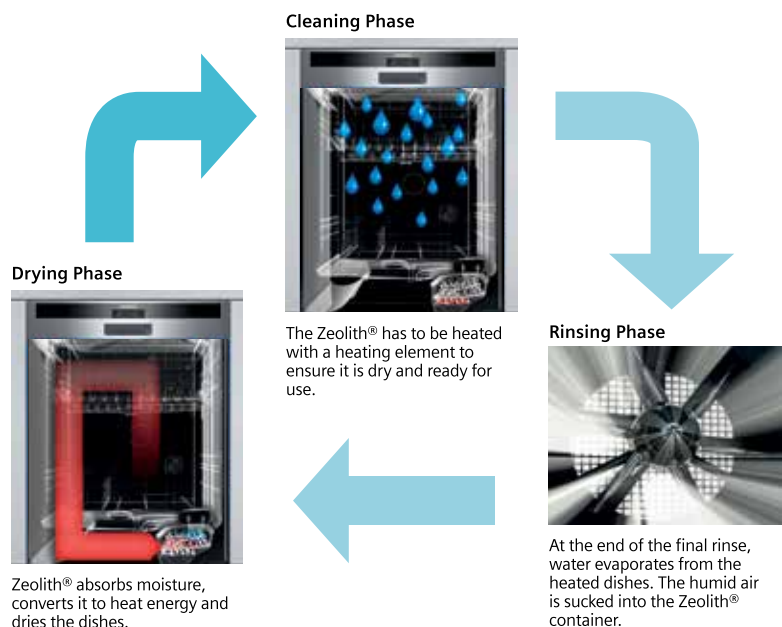 Cleaning Phase
The Zeolith® has to be heated
with a heating element to
ensure it is dry and ready for
use.
Rinsing Phase
At the end of the final rinse,
water evaporates from the
heated dishes. The humid air
is sucked into the Zeolith®
container.
Drying Phase
Zeolith® absorbs moisture,
converts it to heat energy and
dries the dishes.